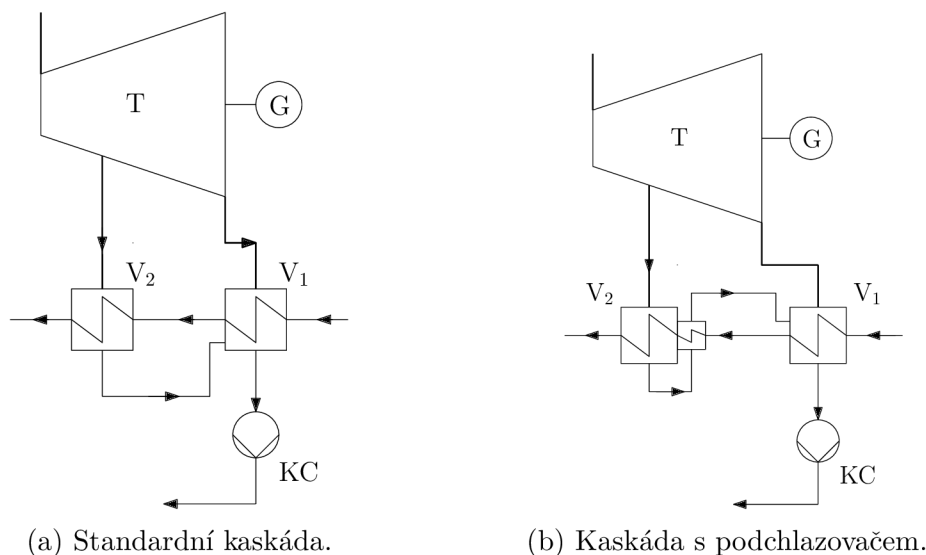 T
G
V2
V1
KC
(a) Standardní kaskáda.
T
G
V2
V1
KC
(b) Kaskáda s podchlazovačem.